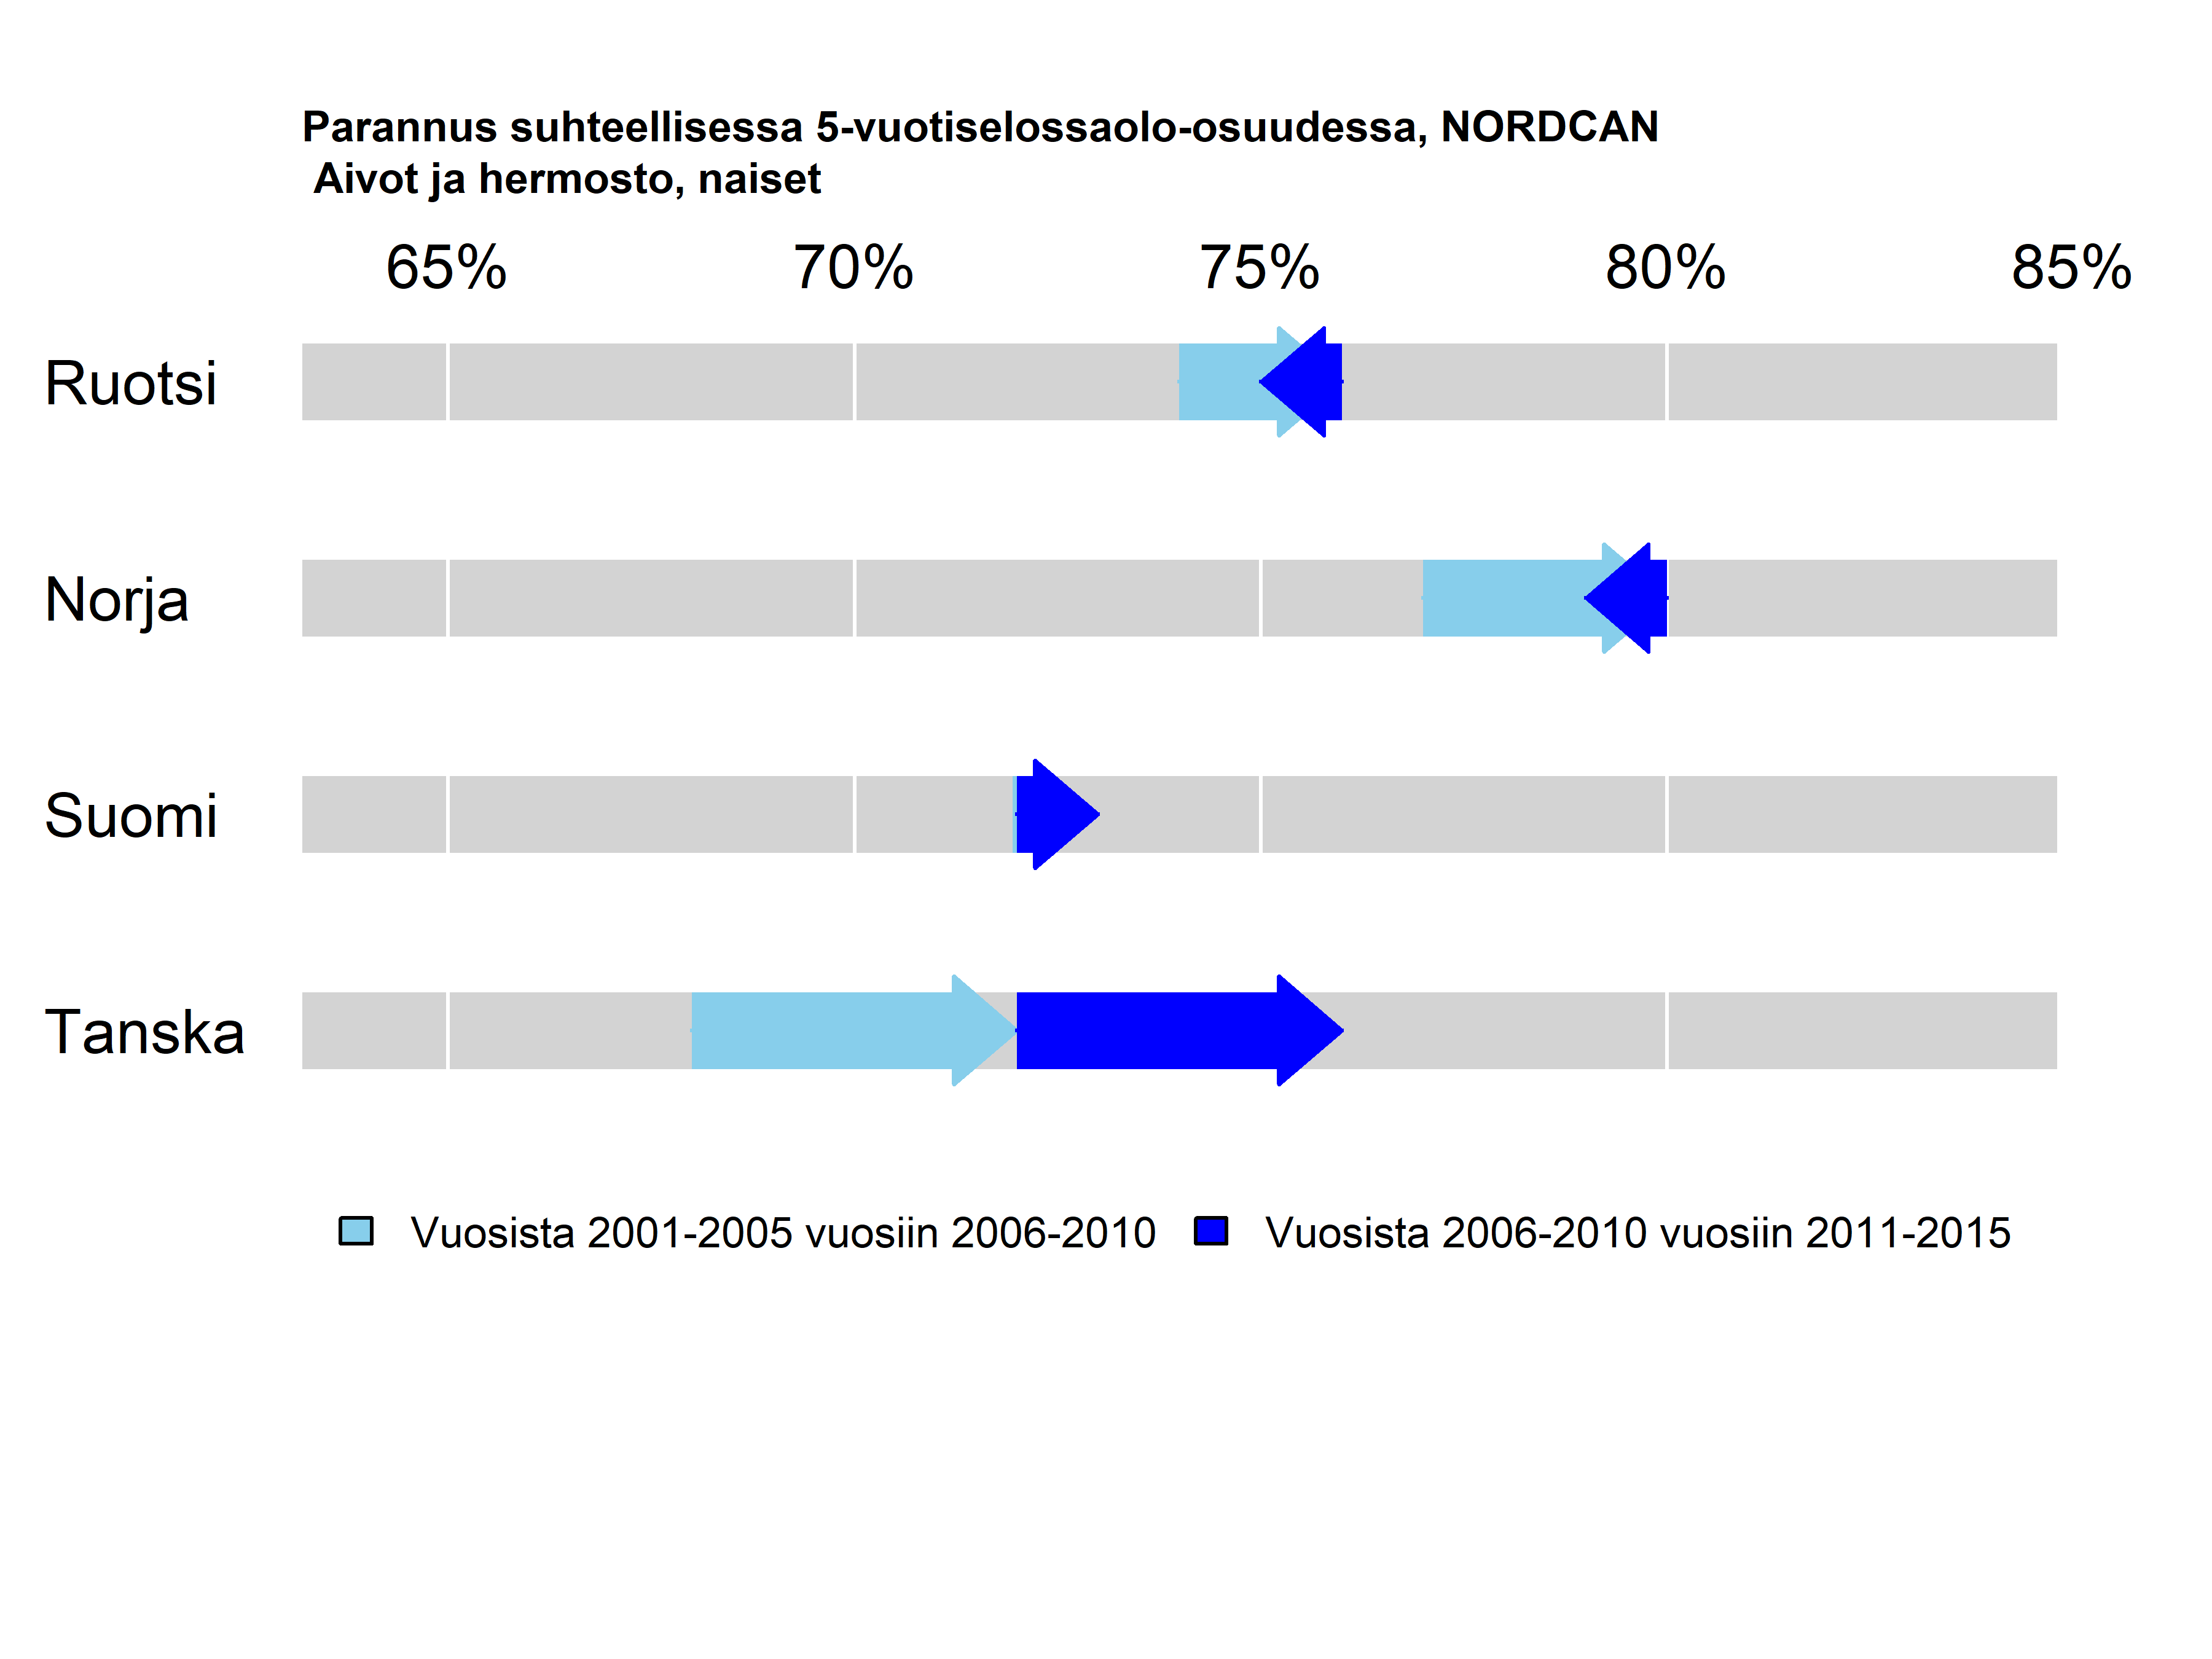 Parannus suhteellisessa 5-vuotiselossaolo-osuudessa, NORDCAN
Aivot ja hermosto, naiset
65% 70% 75% 80% 85%
Ruotsi
Norja
Suomi
Tanska
Vuosista 2001-2005 vuosiin 2006-2010 Vuosista 2006-2010 vuosiin 2011-2015